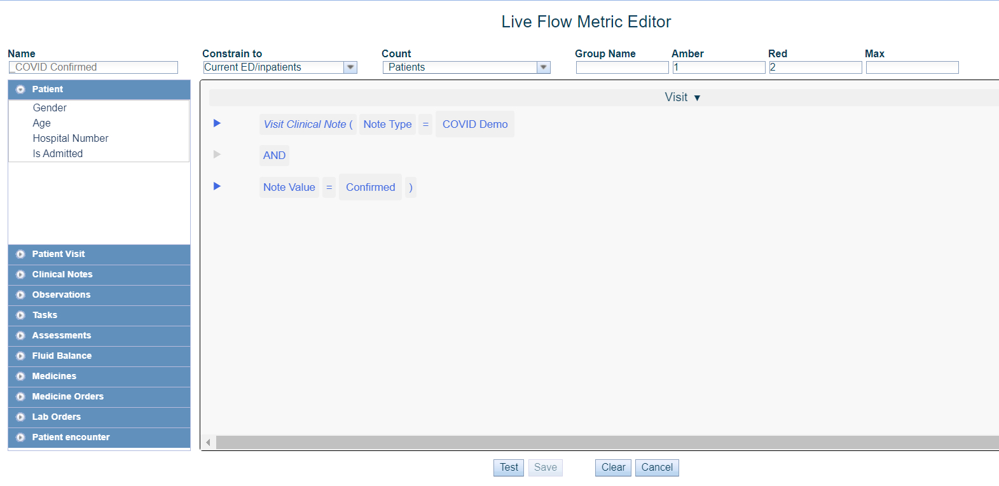 Live Flow Metric Editor
Name Constrain to Count Group Name Amber Red Max
_COVID Confirmed Current ED/inpatients Patients 1 2
Patient
Gender
Age
Hospital Number
Is Admitted
Patient Visit
Clinical Notes
Observations
Tasks
Assessments
Fluid Balance
Medicines
Medicine Orders
Lab Orders
Patient encounter
Visit ▼
Visit Clinical Note ( Note Type = COVID Demo
AND
Note Value = Confirmed )
Test Save Clear Cancel